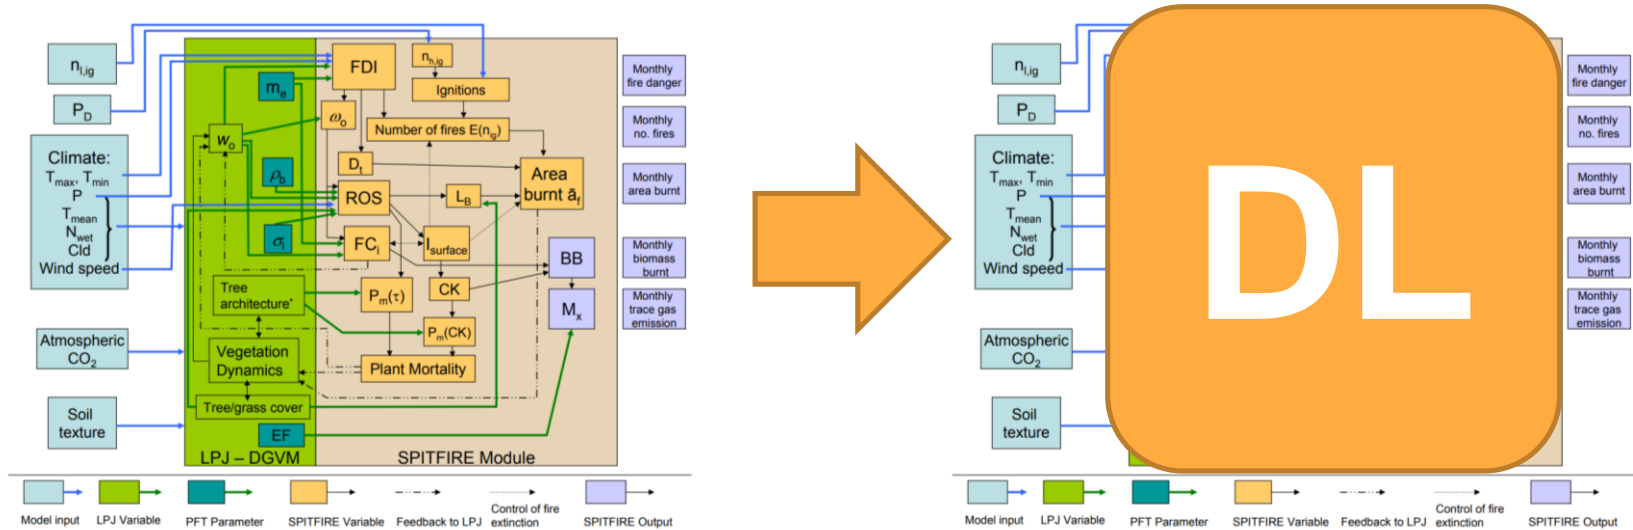 n_l,ig
P_D
Climate:
T_max, T_min
P
T_mean
N_wet
Cld
Wind speed
Atmospheric
CO_2
Soil
texture
FDI
m_e
ω_o
w_o
ρ_b
σ_i
n_h,ig
Ignitions
Number of fires E(n_ig)
D_t
ROS
L_B
Area
burnt ā_f
FC_i
I_surface
BB
Tree
architecture*
P_m(τ)
CK
M_x
P_m(CK)
Vegetation
Dynamics
Plant Mortality
Tree/grass cover
EF
LPJ – DGVM
SPITFIRE Module
Monthly
fire danger
Monthly
no. fires
Monthly
area burnt
Monthly
biomass
burnt
Monthly
trace gas
emission
Model input
LPJ Variable
PFT Parameter
SPITFIRE Variable
Feedback to LPJ
Control of fire
extinction
SPITFIRE Output
n_l,ig
P_D
Climate:
T_max, T_min
P
T_mean
N_wet
Cld
Wind speed
Atmospheric
CO_2
Soil
texture
DL
Monthly
fire danger
Monthly
no. fires
Monthly
area burnt
Monthly
biomass
burnt
Monthly
trace gas
emission
Model input
LPJ Variable
PFT Parameter
SPITFIRE Variable
Feedback to LPJ
Control of fire
extinction
SPITFIRE Output